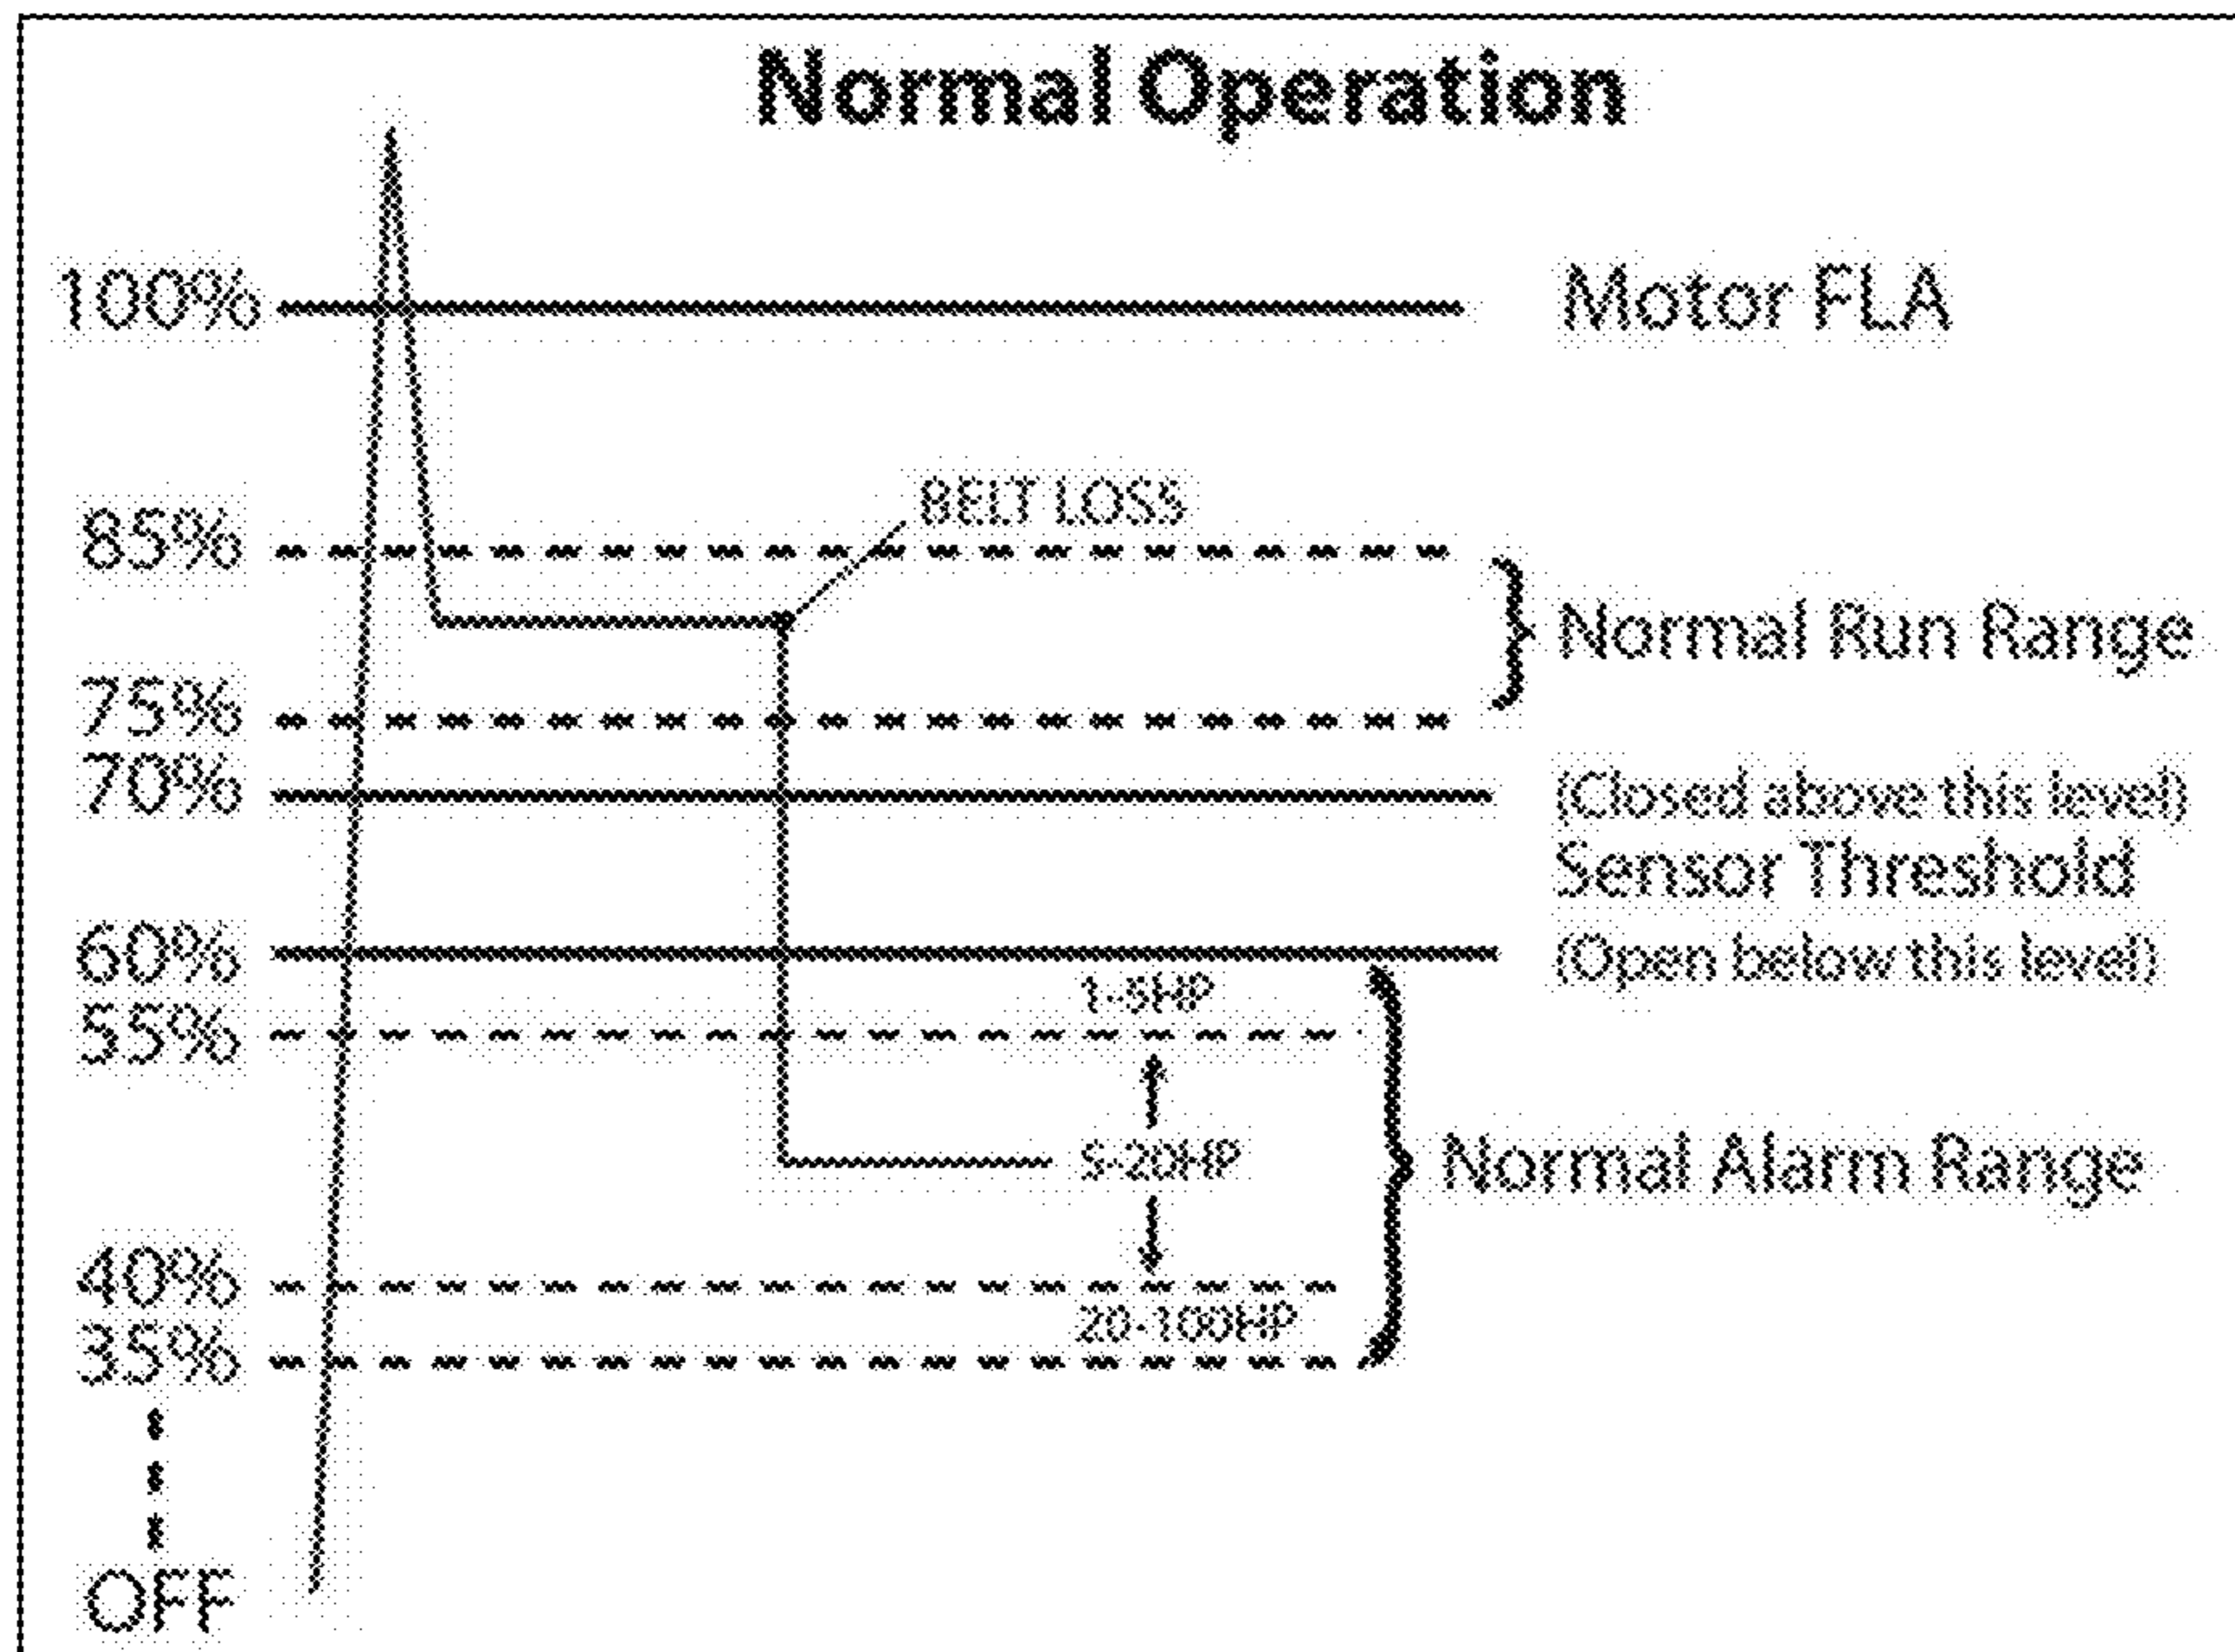 Normal Operation
100% Motor FLA
BELT LOSS
85%
Normal Run Range
75%
70% (Closed above this level)
Sensor Threshold
60% (Open below this level)
1-5HP
55%
5-20HP Normal Alarm Range
40%
20-100HP
35%
OFF